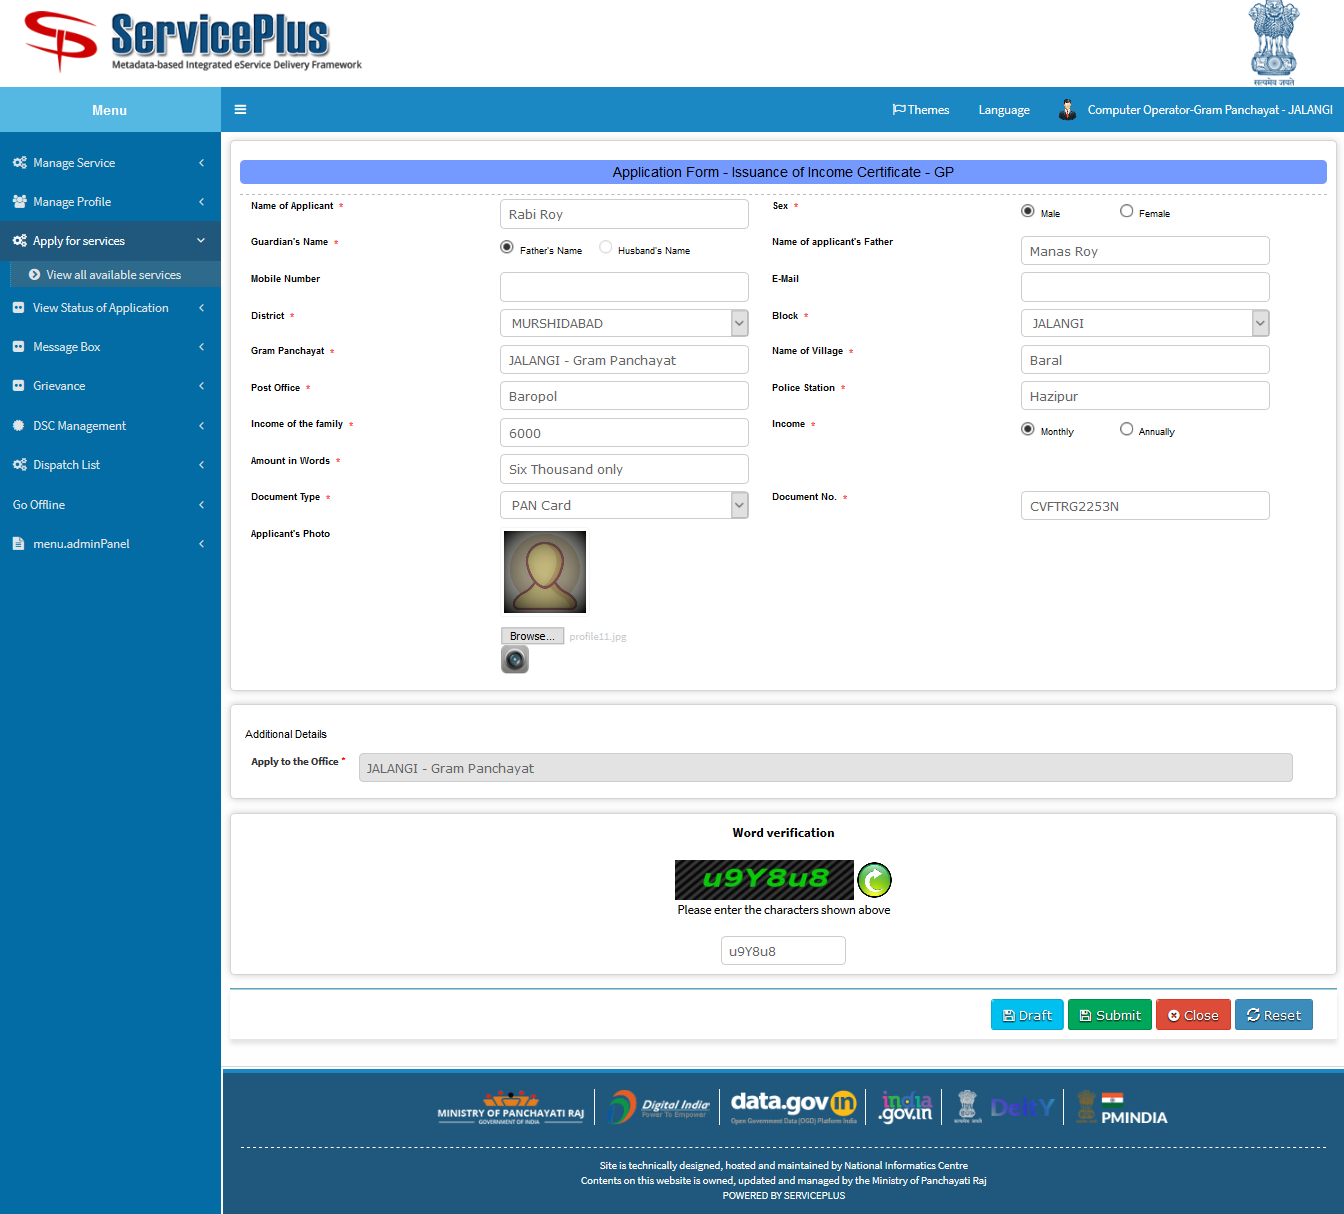 ServicePlus
Metadata-based Integrated eService Delivery Framework
सत्यमेव जयते
Menu
Themes Language Computer Operator-Gram Panchayat - JALANGI
Manage Service
Manage Profile
Apply for services
View all available services
View Status of Application
Message Box
Grievance
DSC Management
Dispatch List
Go Offline
menu.adminPanel
Application Form - Issuance of Income Certificate - GP
Name of Applicant * Rabi Roy Sex * Male Female
Guardian's Name * Father's Name Husband's Name Name of applicant's Father Manas Roy
Mobile Number E-Mail
District * MURSHIDABAD Block * JALANGI
Gram Panchayat * JALANGI - Gram Panchayat Name of Village * Baral
Post Office * Baropol Police Station * Hazipur
Income of the family * 6000 Income * Monthly Annually
Amount in Words * Six Thousand only
Document Type * PAN Card Document No. * CVFTRG2253N
Applicant's Photo
Browse... profile11.jpg
Additional Details
Apply to the Office * JALANGI - Gram Panchayat
Word verification
u9Y8u8
Please enter the characters shown above
u9Y8u8
Draft Submit Close Reset
MINISTRY OF PANCHAYATI RAJ
GOVERNMENT OF INDIA
Digital India
Power To Empower
data.gov in
Open Government Data (OGD) Platform India
india
.gov.in
DeitY
PMINDIA
Site is technically designed, hosted and maintained by National Informatics Centre
Contents on this website is owned, updated and managed by the Ministry of Panchayati Raj
POWERED BY SERVICEPLUS